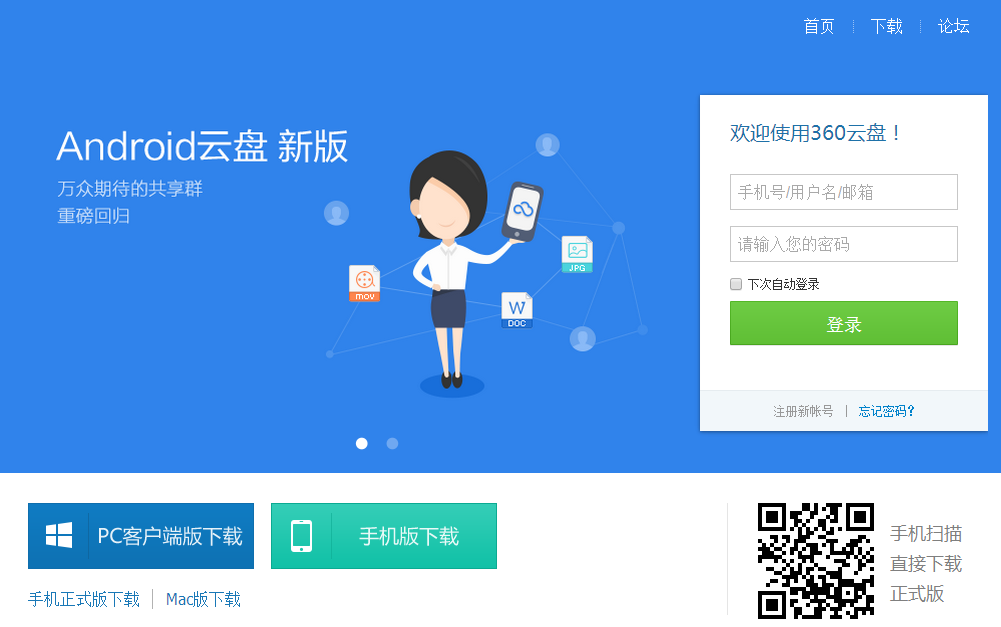 首页 下载 论坛
欢迎使用360云盘！
Android云盘 新版
万众期待的共享群
重磅回归
手机号/用户名/邮箱
请输入您的密码
下次自动登录
登录
注册新帐号 | 忘记密码?
JPG
MOV
W
DOC
PC客户端版下载
手机版下载
手机正式版下载 | Mac版下载
手机扫描
直接下载
正式版